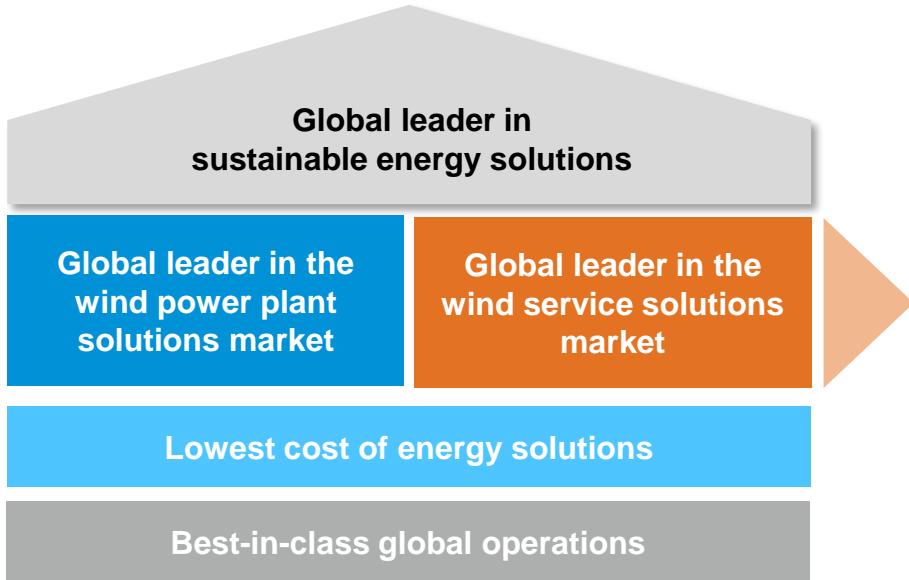 Global leader in
sustainable energy solutions
Global leader in the
wind power plant
solutions market
Global leader in the
wind service solutions
market
Lowest cost of energy solutions
Best-in-class global operations